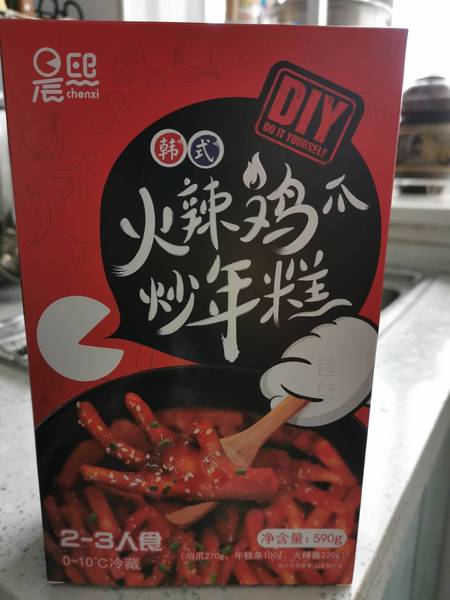 晨熙
chenxi
DIY
DO IT YOURSELF
韩式
火辣鸡爪
炒年糕
2-3人食
0~10℃冷藏
净含量:590g
(鸡爪270g、年糕条100g、火辣酱220g)